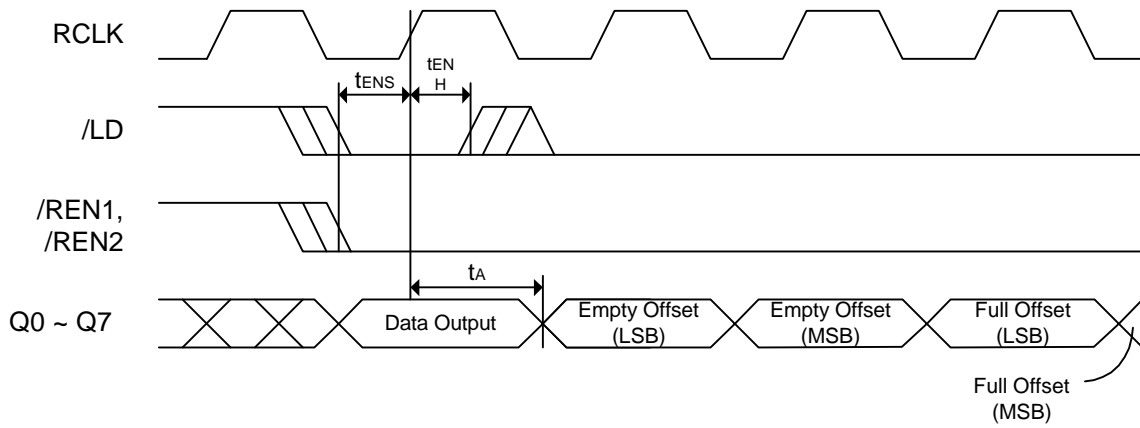 RCLK
tENS
tEN
H
/LD
/REN1,
/REN2
tA
Q0 ~ Q7
Data Output
Empty Offset
(LSB)
Empty Offset
(MSB)
Full Offset
(LSB)
Full Offset
(MSB)